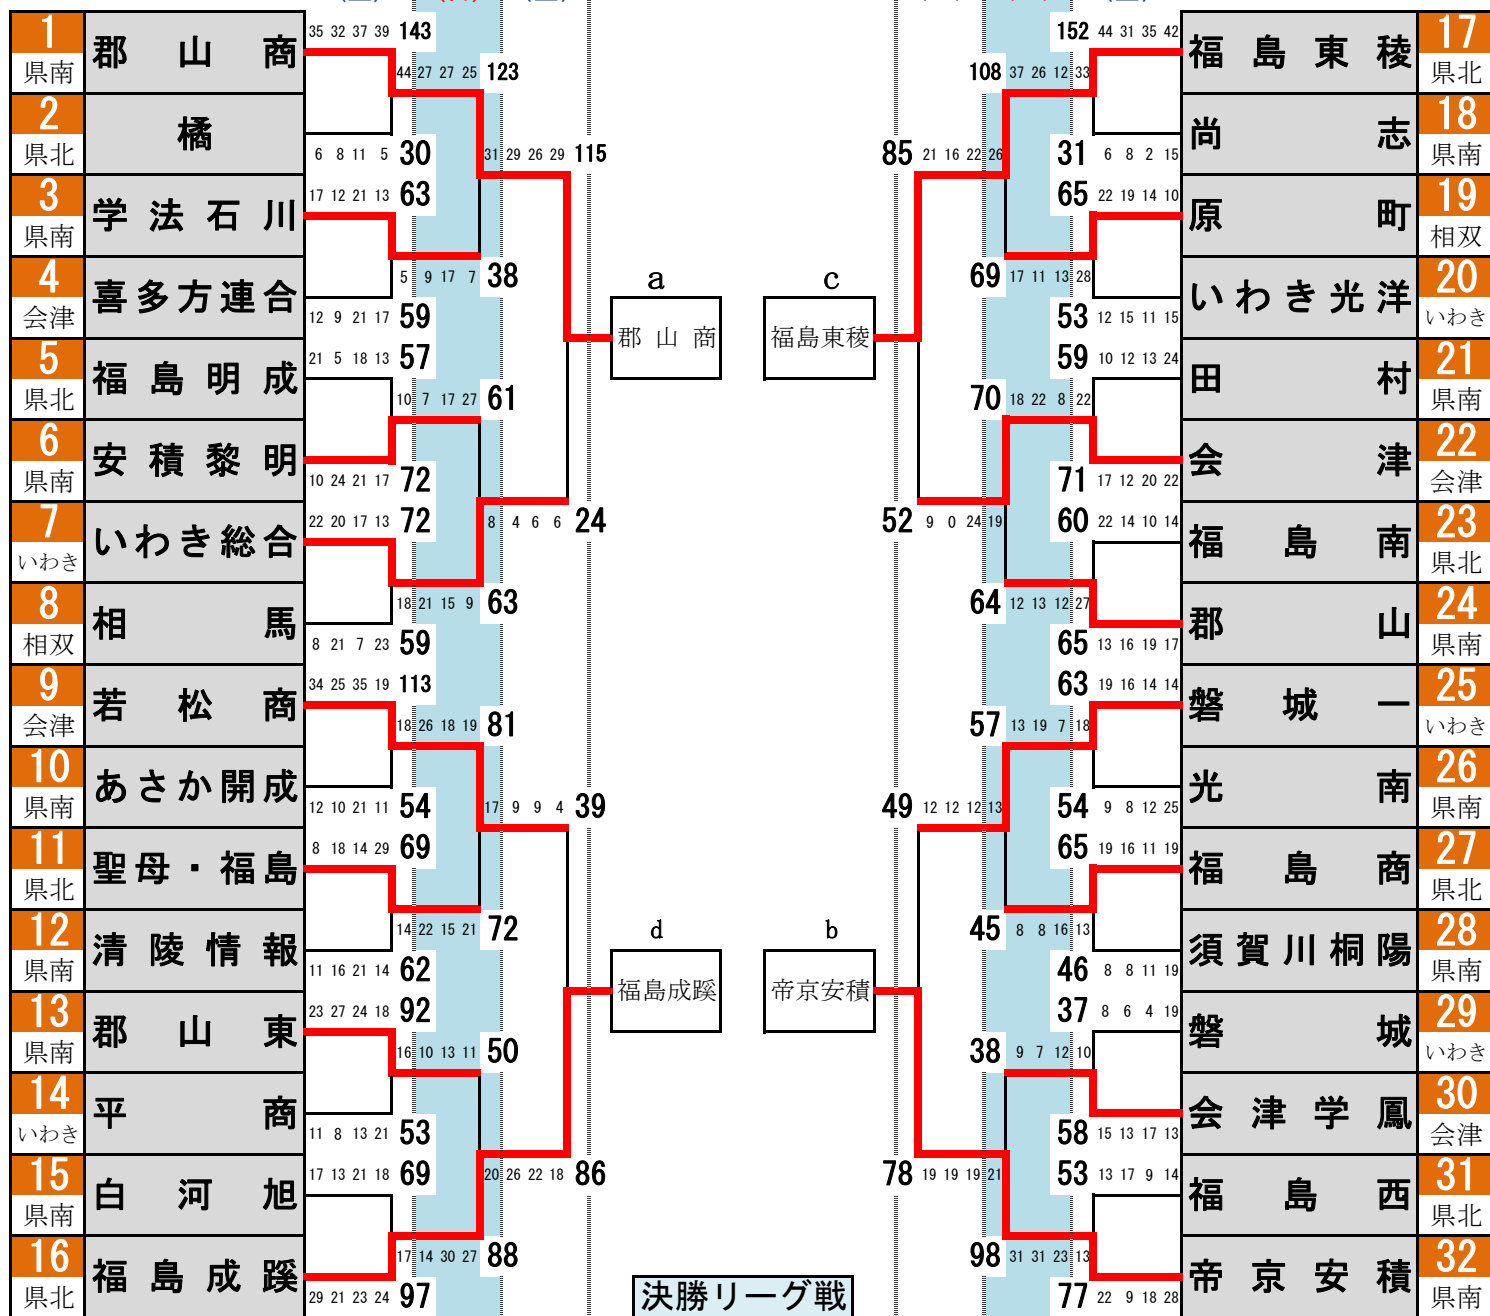 1 県南 郡山商 35 32 37 39 143
44 27 27 25 123
2 県北 橘 6 8 11 5 30
31 29 26 29 115
3 県南 学法石川 17 12 21 13 63
5 9 17 7 38
4 会津 喜多方連合 12 9 21 17 59
a
郡山商
5 県北 福島明成 21 5 18 13 57
10 7 17 27 61
6 県南 安積黎明 10 24 21 17 72
7 いわき いわき総合 22 20 17 13 72
8 4 6 6 24
18 21 15 9 63
8 相双 相馬 8 21 7 23 59
9 会津 若松商 34 25 35 19 113
18 26 18 19 81
10 県南 あさか開成 12 10 21 11 54
17 9 9 4 39
11 県北 聖母・福島 8 18 14 29 69
14 22 15 21 72
12 県南 清陵情報 11 16 21 14 62
d
福島成蹊
13 県南 郡山東 23 27 24 18 92
16 10 13 11 50
14 いわき 平商 11 8 13 21 53
15 県南 白河旭 17 13 21 18 69
20 26 22 18 86
17 14 30 27 88
16 県北 福島成蹊 29 21 23 24 97
152 44 31 35 42 福島東稜 17 県北
108 37 26 12 33
31 6 8 2 15 尚志 18 県南
85 21 16 22 26
65 22 19 14 10 原町 19 相双
69 17 11 13 28
53 12 15 11 15 いわき光洋 20 いわき
c
福島東稜
59 10 12 13 24 田村 21 県南
70 18 22 8 22
71 17 12 20 22 会津 22 会津
52 9 0 24 19
60 22 14 10 14 福島南 23 県北
64 12 13 12 27
65 13 16 19 17 郡山 24 県南
63 19 16 14 14 磐城一 25 いわき
57 13 19 7 18
54 9 8 12 25 光南 26 県南
49 12 12 12 13
65 19 16 11 19 福島商 27 県北
45 8 8 16 13
46 8 8 11 19 須賀川桐陽 28 県南
b
帝京安積
37 8 6 4 19 磐城 29 いわき
38 9 7 12 10
58 15 13 17 13 会津学鳳 30 会津
78 19 19 19 21
53 13 17 9 14 福島西 31 県北
98 31 31 23 13
77 22 9 18 28 帝京安積 32 県南
決勝リーグ戦